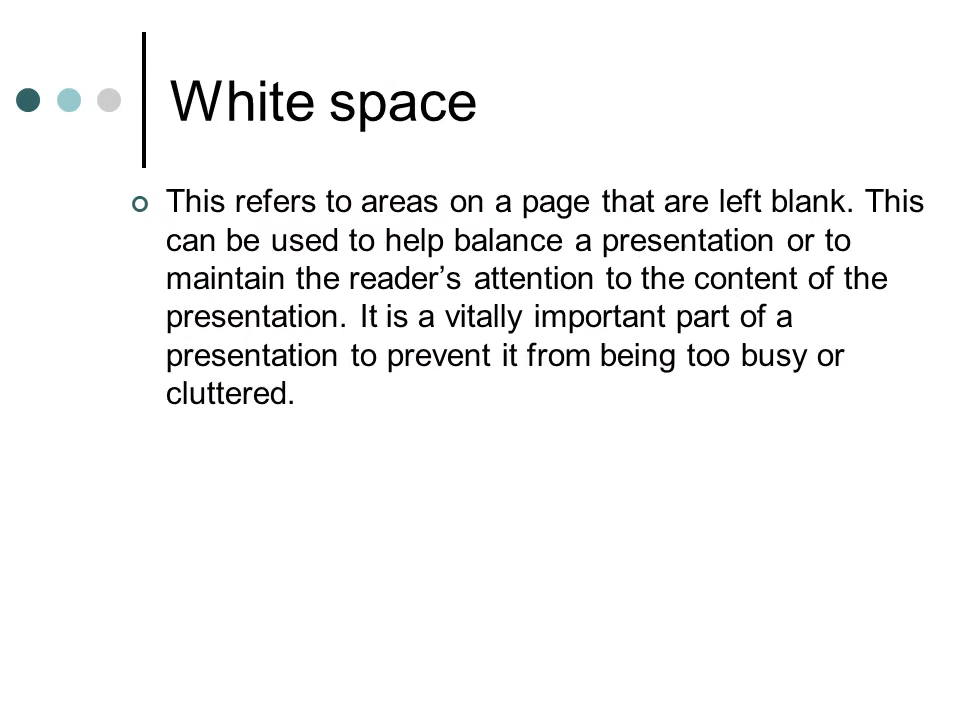 White space
This refers to areas on a page that are left blank. This
can be used to help balance a presentation or to
maintain the reader’s attention to the content of the
presentation. It is a vitally important part of a
presentation to prevent it from being too busy or
cluttered.